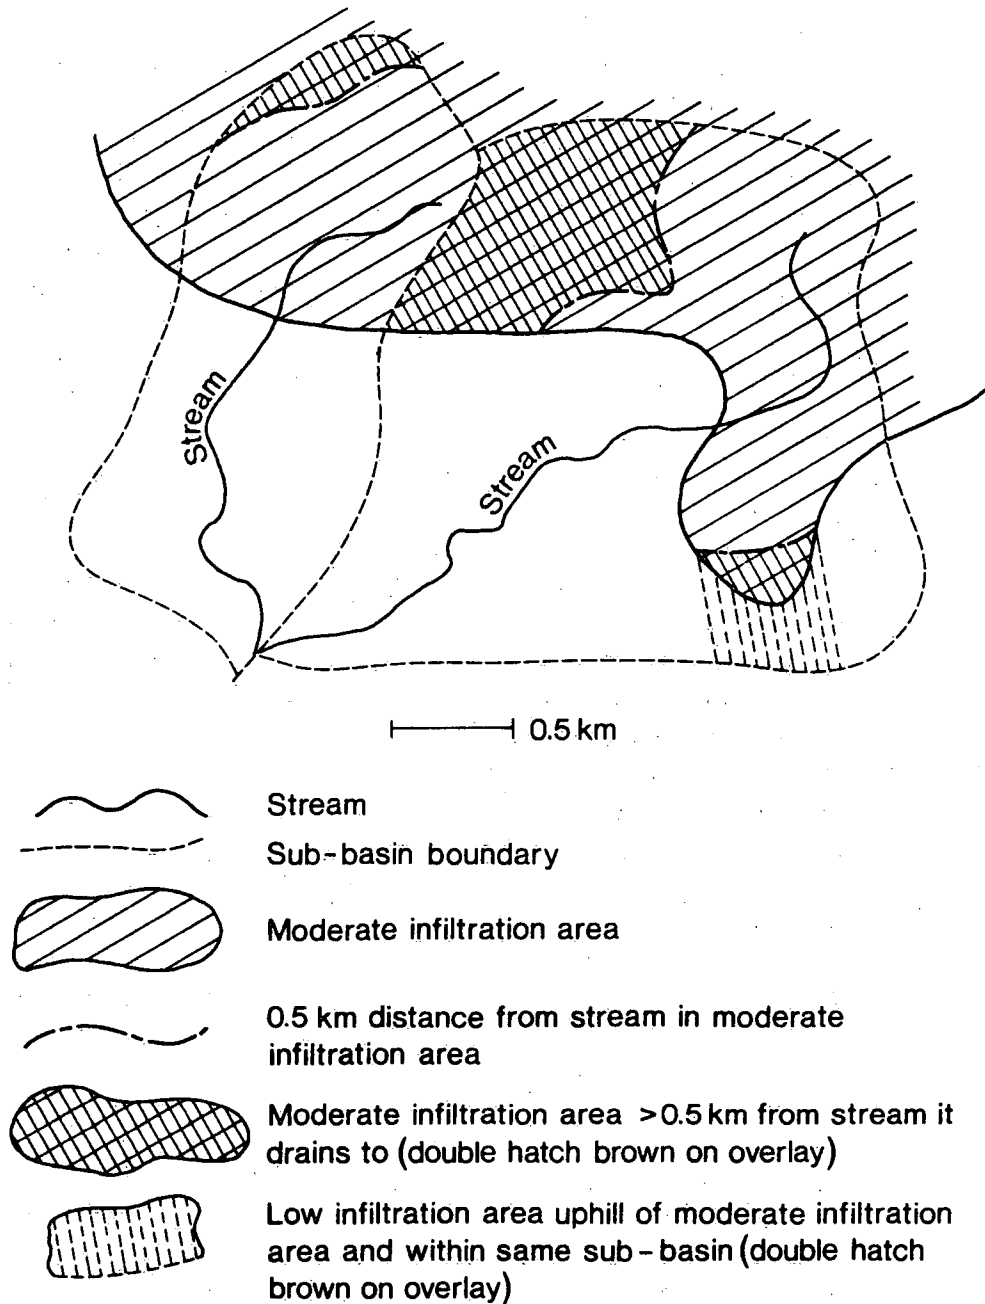 Stream
Stream
0.5 km
Stream
Sub-basin boundary
Moderate infiltration area
0.5 km distance from stream in moderate
infiltration area
Moderate infiltration area >0.5 km from stream it
drains to (double hatch brown on overlay)
Low infiltration area uphill of moderate infiltration
area and within same sub-basin (double hatch
brown on overlay)